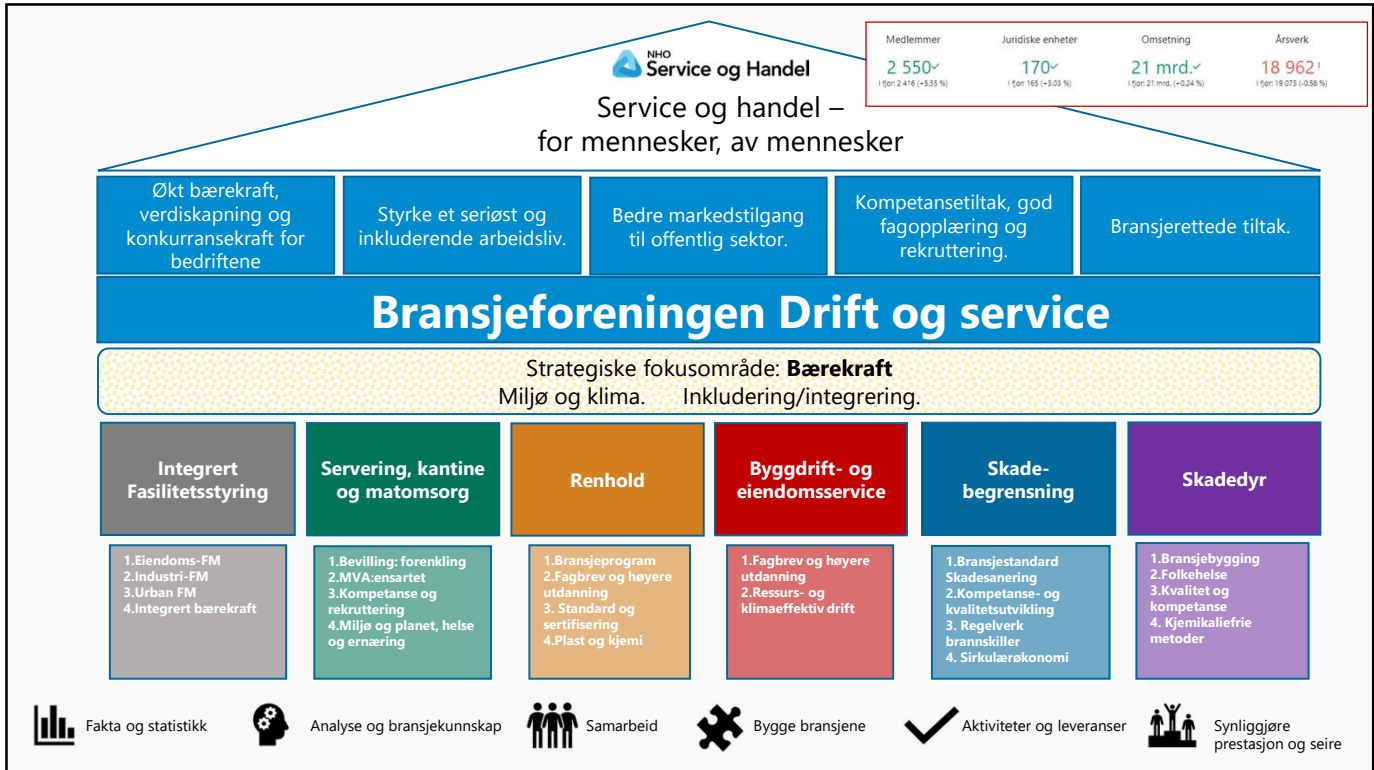 NHO
Service og Handel
Service og handel –
for mennesker, av mennesker
Medlemmer
2 550
I fjor: 2 416 (+5.55 %)
Juridiske enheter
170
I fjor: 165 (+3.03 %)
Omsetning
21 mrd.
I fjor: 21 mrd. (+0.24 %)
Årsverk
18 962!
I fjor: 19 073 (-0.58 %)
Økt bærekraft,
verdiskapning og
konkurransekraft for
bedriftene
Styrke et seriøst og
inkluderende arbeidsliv.
Bedre markedstilgang
til offentlig sektor.
Kompetansetiltak, god
fagopplæring og
rekruttering.
Bransjerettede tiltak.
Bransjeforeningen Drift og service
Strategiske fokusområde: Bærekraft
Miljø og klima. Inkludering/integrering.
Integrert
Fasilitetsstyring
Servering, kantine
og matomsorg
Renhold
Byggdrift- og
eiendomsservice
Skade-
begrensning
Skadedyr
1.Eiendoms-FM
2.Industri-FM
3.Urban FM
4.Integrert bærekraft
1.Bevilling: forenkling
2.MVA:ensartet
3.Kompetanse og
rekruttering
4.Miljø og planet, helse
og ernæring
1.Bransjeprogram
2.Fagbrev og høyere
utdanning
3. Standard og
sertifisering
4.Plast og kjemi
1.Fagbrev og høyere
utdanning
2.Ressurs- og
klimaeffektiv drift
1.Bransjestandard
Skadesanering
2.Kompetanse- og
kvalitetsutvikling
3. Regelverk
brannskiller
4. Sirkulærøkonomi
1.Bransjebygging
2.Folkehelse
3.Kvalitet og
kompetanse
4. Kjemikaliefrie
metoder
Fakta og statistikk
Analyse og bransjekunnskap
Samarbeid
Bygge bransjene
Aktiviteter og leveranser
Synliggjøre
prestasjon og seire